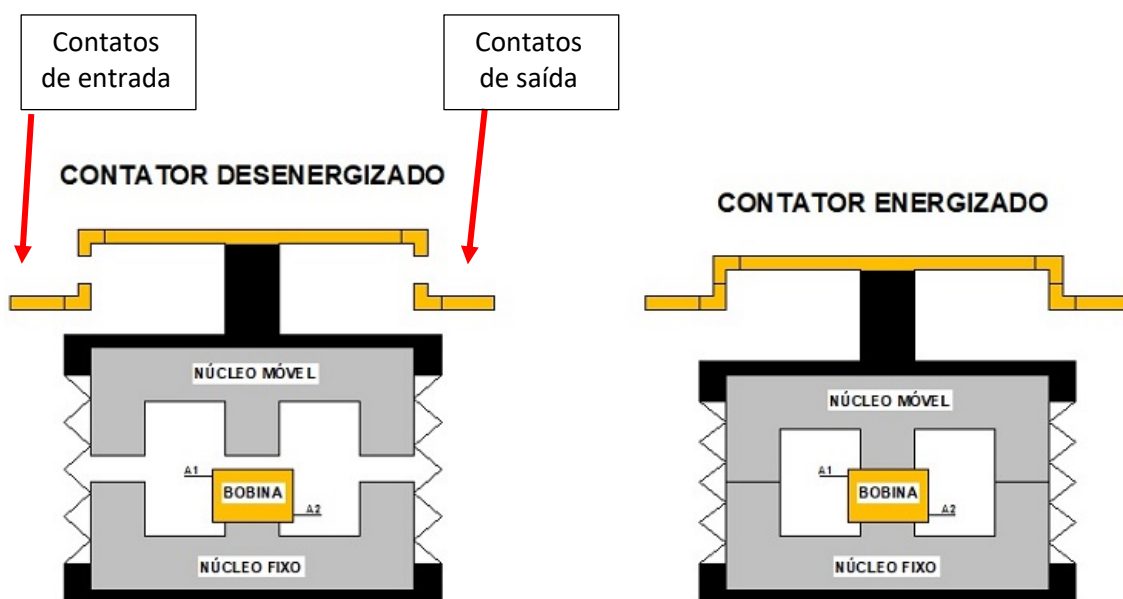 Contatos
de entrada
Contatos
de saída
CONTATOR DESENERGIZADO
CONTATOR ENERGIZADO
NÚCLEO MÓVEL
A1
BOBINA
A2
NÚCLEO FIXO
NÚCLEO MÓVEL
A1
BOBINA
A2
NÚCLEO FIXO